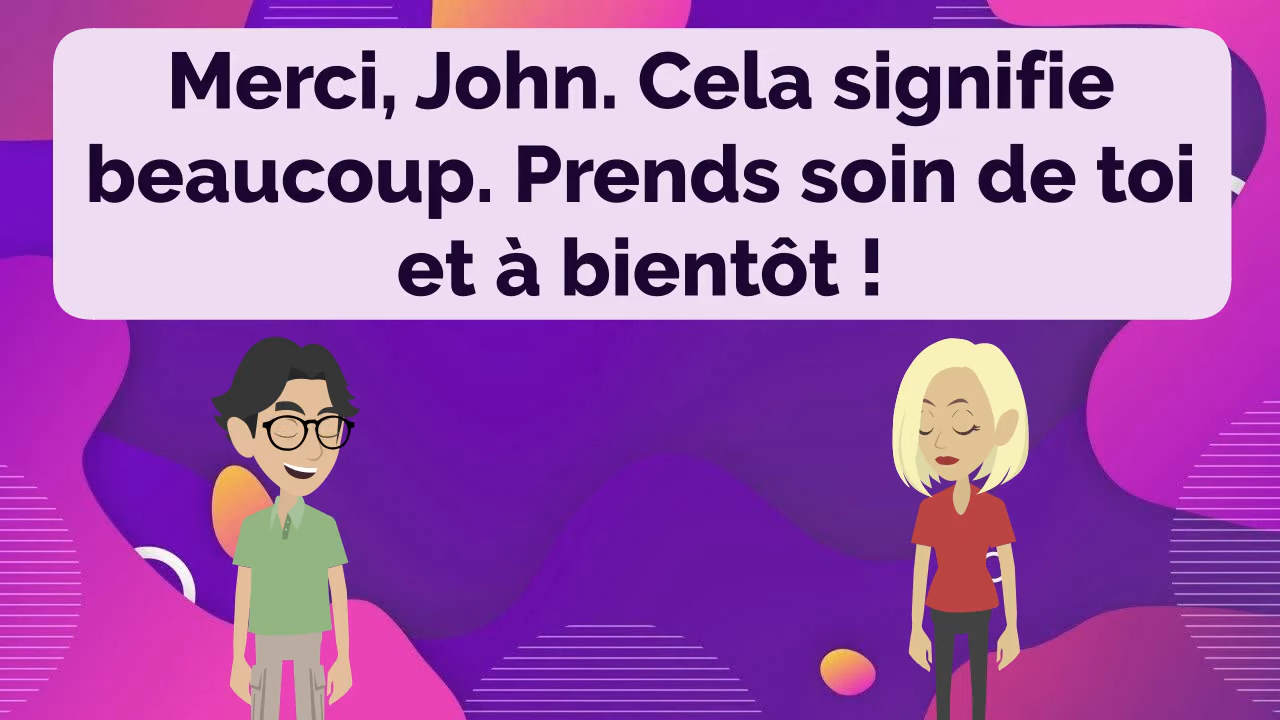 Merci, John. Cela signifie
beaucoup. Prends soin de toi
et à bientôt !